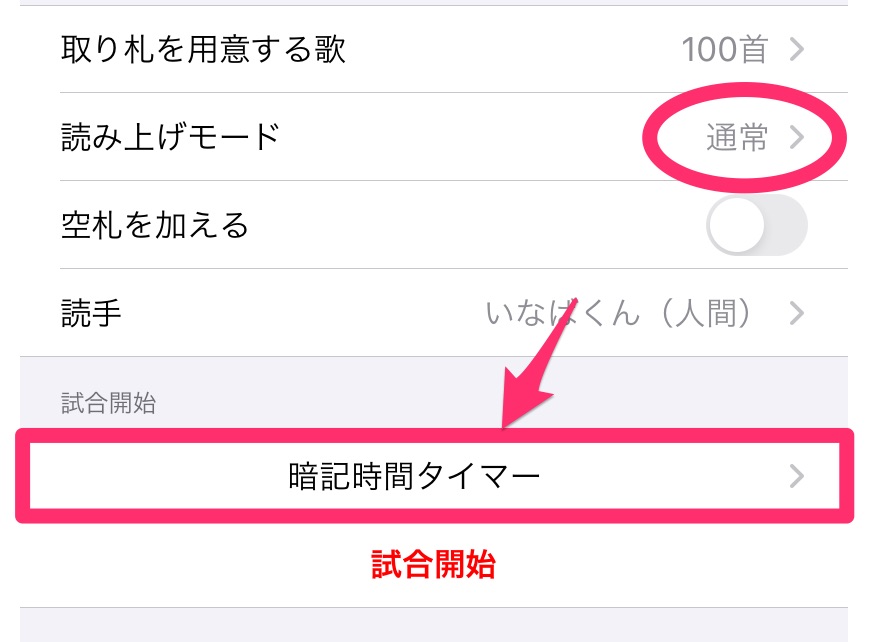 取り札を用意する歌 100首
読み上げモード 通常
空札を加える
読手 いなばくん（人間）
試合開始
暗記時間タイマー
試合開始